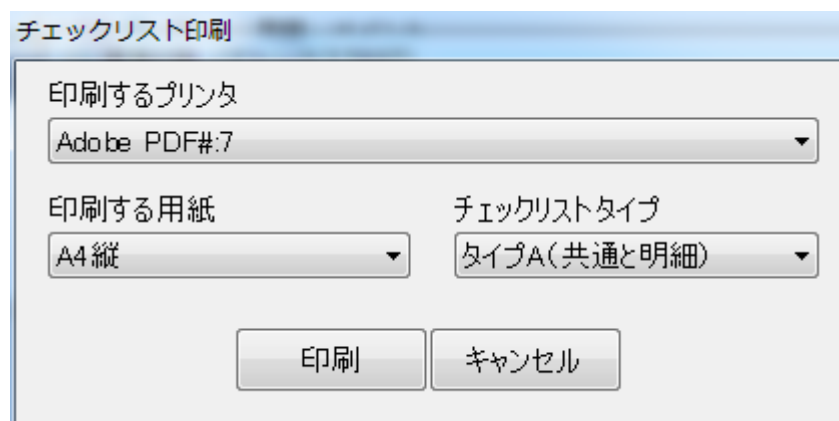 チェックリスト印刷
印刷するプリンタ
Adobe PDF#:7
印刷する用紙
チェックリストタイプ
A4縦
タイプA(共通と明細)
印刷
キャンセル